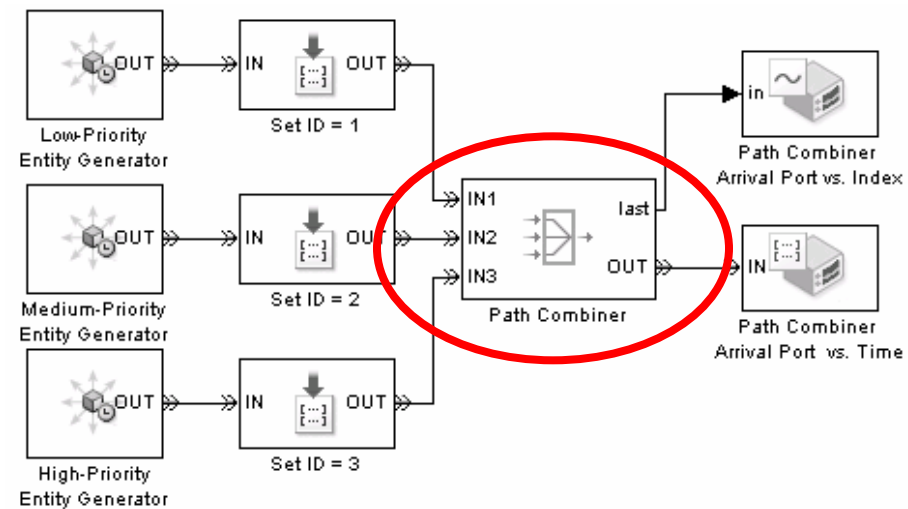 OUT
Low-Priority
Entity Generator
IN
OUT
Set ID = 1
OUT
Medium-Priority
Entity Generator
IN
OUT
Set ID = 2
OUT
High-Priority
Entity Generator
IN
OUT
Set ID = 3
IN1
IN2
IN3
last
OUT
Path Combiner
in
Path Combiner
Arrival Port vs. Index
IN
Path Combiner
Arrival Port vs. Time